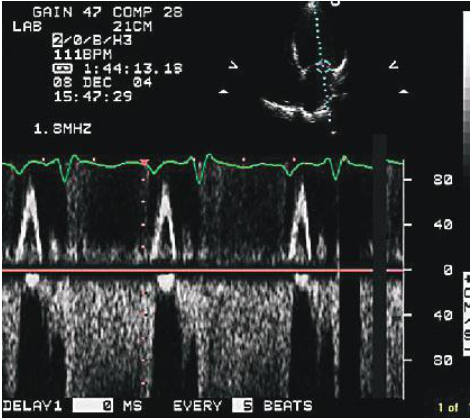 GAIN 47 COMP 28
LAB 21CM
2/0/B/H3
111BPM
1:44:13.18
08 DEC 04
15:47:29
1.8MHZ
80
40
0
40
80
DELAY1 0 MS EVERY 5 BEATS
1 of